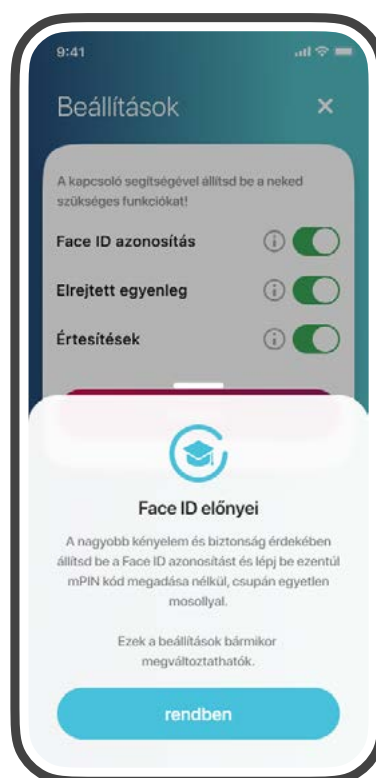 9:41
Beállítások
A kapcsoló segítségével állítsd be a neked
szükséges funkciókat!
Face ID azonosítás
Elrejtett egyenleg
Értesítések
Face ID előnyei
A nagyobb kényelem és biztonság érdekében
állítsd be a Face ID azonosítást és lépj be ezentúl
mPIN kód megadása nélkül, csupán egyetlen
mosollyal.
Ezek a beállítások bármikor
megváltoztathatók.
rendben